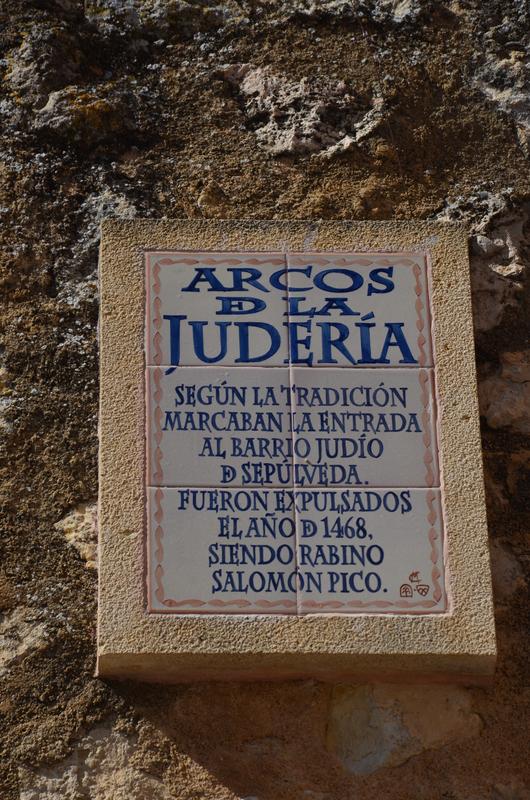 ARCOS
Đ LA
JUDERÍA
SEGÚN LA TRADICIÓN
MARCABAN LA ENTRADA
AL BARRIO JUDÍO
Đ SEPÚLVEDA.
FUERON EXPULSADOS
EL AÑO Đ 1468,
SIENDO RABINO
SALOMÓN PICO.